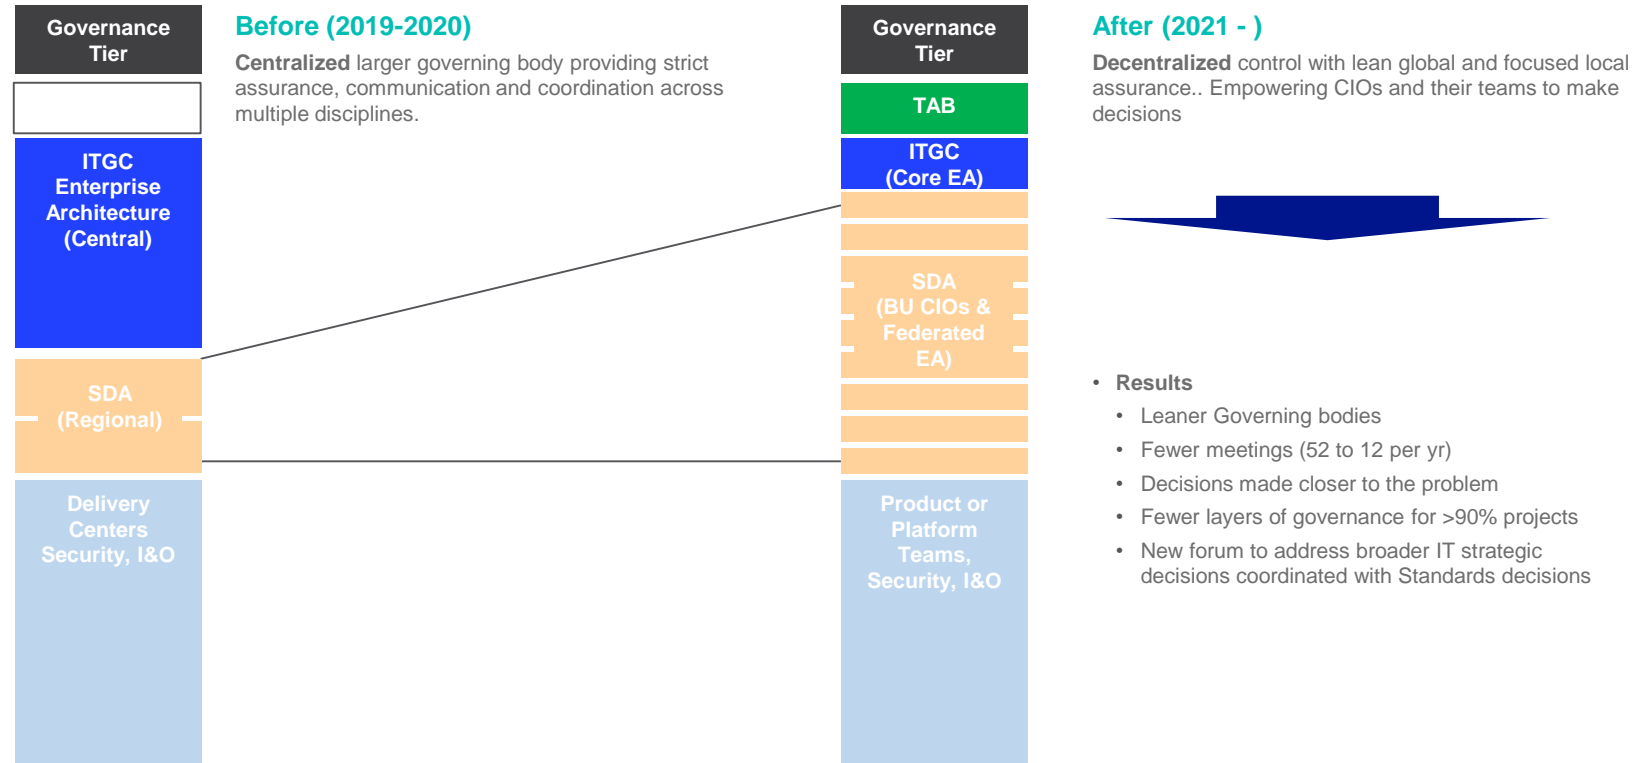 Governance
Tier
Before (2019-2020)
Centralized larger governing body providing strict
assurance, communication and coordination across
multiple disciplines.
ITGC
Enterprise
Architecture
(Central)
SDA
(Regional)
Delivery
Centers
Security, I&O
Governance
Tier
TAB
ITGC
(Core EA)
SDA
(BU CIOs &
Federated
EA)
Product or
Platform
Teams,
Security, I&O
After (2021 - )
Decentralized control with lean global and focused local
assurance.. Empowering CIOs and their teams to make
decisions
• Results
• Leaner Governing bodies
• Fewer meetings (52 to 12 per yr)
• Decisions made closer to the problem
• Fewer layers of governance for >90% projects
• New forum to address broader IT strategic
decisions coordinated with Standards decisions